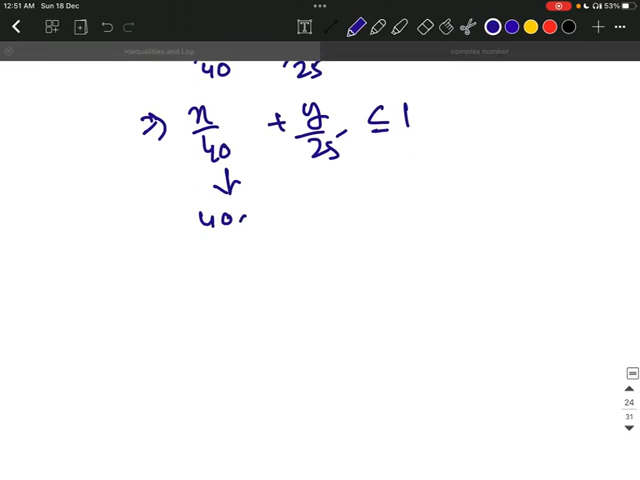 12:51 AM Sun 18 Dec 53%
Inequalities and Lop complex number
40 25
⇒ x/40 + y/25 ≤ 1
↓
40
24
31